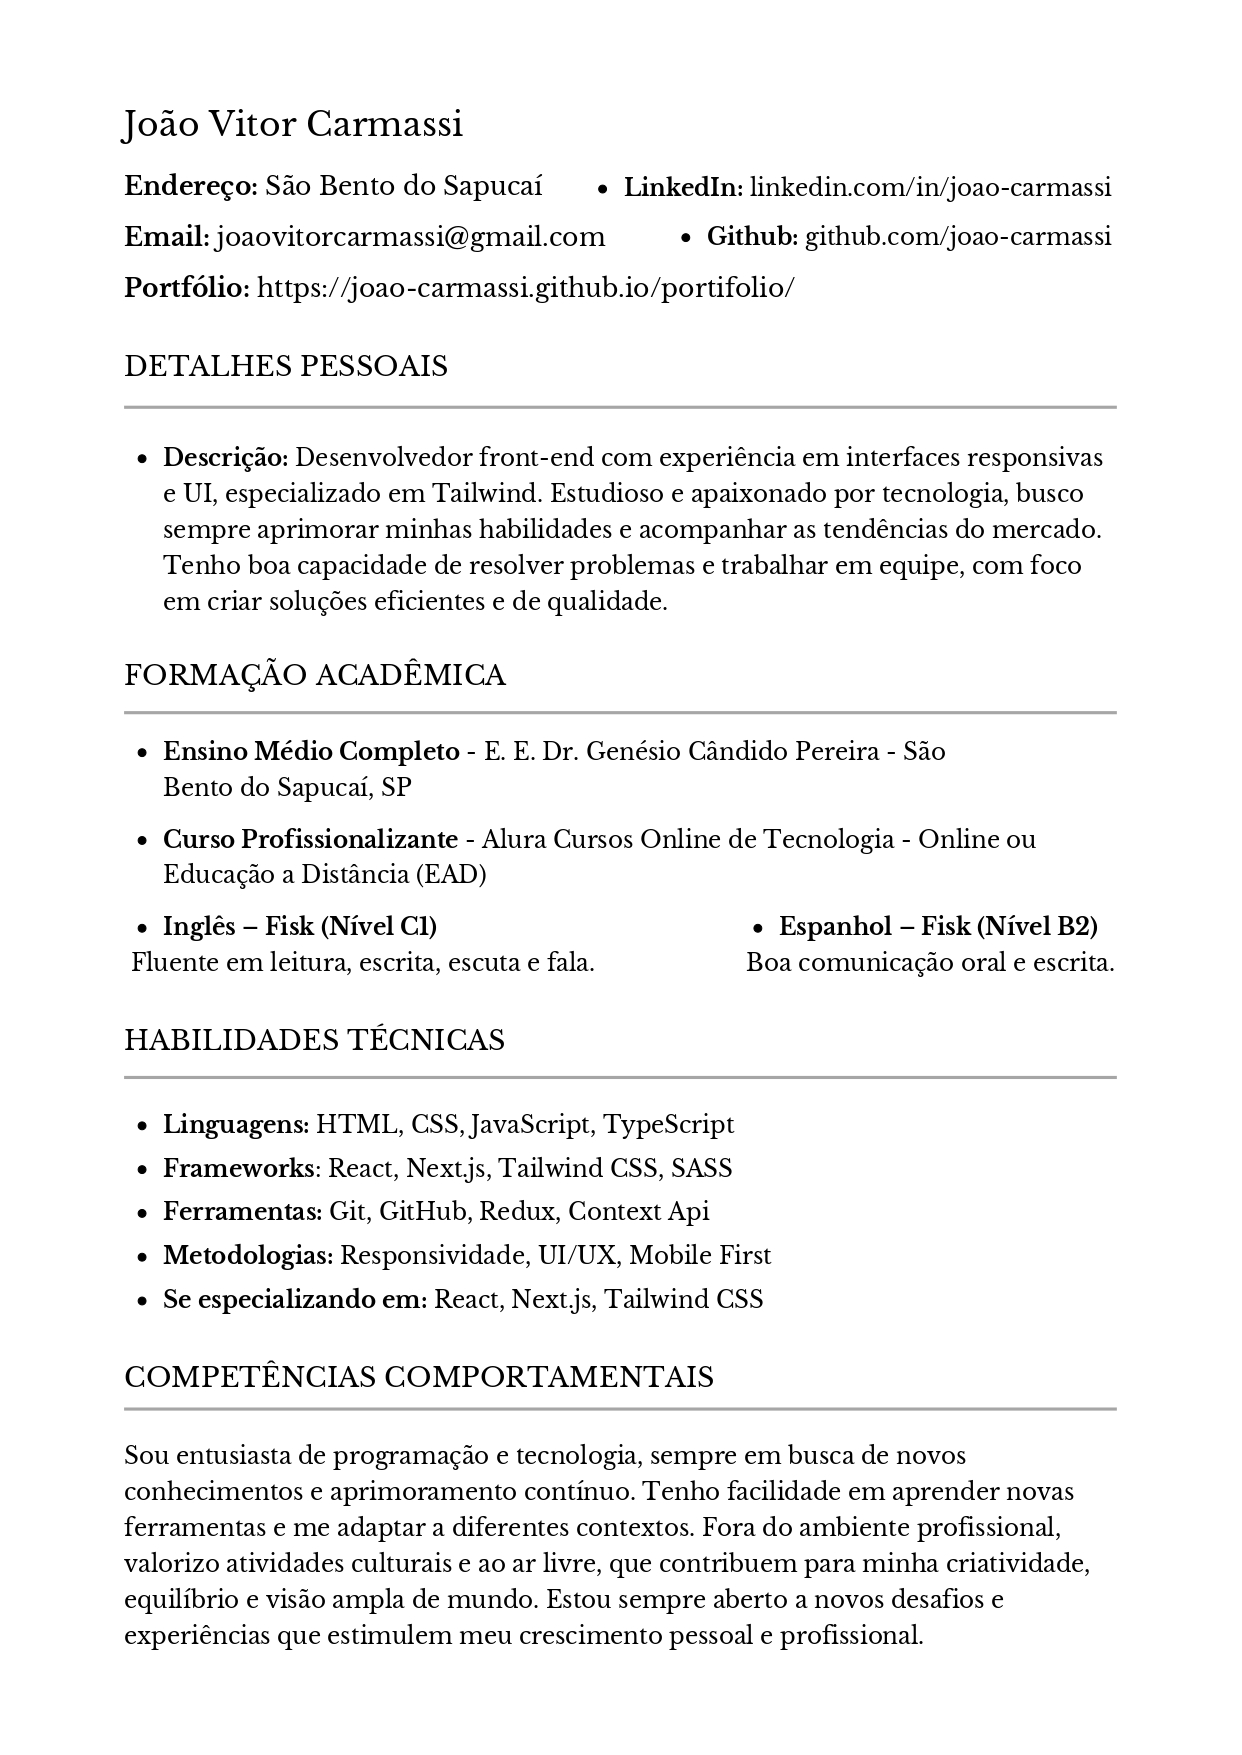 João Vitor Carmassi
Endereço: São Bento do Sapucaí
• LinkedIn: linkedin.com/in/joao-carmassi
Email: joaovitorcarmassi@gmail.com
• Github: github.com/joao-carmassi
Portfólio: https://joao-carmassi.github.io/portifolio/
DETALHES PESSOAIS
• Descrição: Desenvolvedor front-end com experiência em interfaces responsivas
e UI, especializado em Tailwind. Estudioso e apaixonado por tecnologia, busco
sempre aprimorar minhas habilidades e acompanhar as tendências do mercado.
Tenho boa capacidade de resolver problemas e trabalhar em equipe, com foco
em criar soluções eficientes e de qualidade.
FORMAÇÃO ACADÊMICA
• Ensino Médio Completo - E. E. Dr. Genésio Cândido Pereira - São
Bento do Sapucaí, SP
• Curso Profissionalizante - Alura Cursos Online de Tecnologia - Online ou
Educação a Distância (EAD)
• Inglês – Fisk (Nível C1)
Fluente em leitura, escrita, escuta e fala.
• Espanhol – Fisk (Nível B2)
Boa comunicação oral e escrita.
HABILIDADES TÉCNICAS
• Linguagens: HTML, CSS, JavaScript, TypeScript
• Frameworks: React, Next.js, Tailwind CSS, SASS
• Ferramentas: Git, GitHub, Redux, Context Api
• Metodologias: Responsividade, UI/UX, Mobile First
• Se especializando em: React, Next.js, Tailwind CSS
COMPETÊNCIAS COMPORTAMENTAIS
Sou entusiasta de programação e tecnologia, sempre em busca de novos
conhecimentos e aprimoramento contínuo. Tenho facilidade em aprender novas
ferramentas e me adaptar a diferentes contextos. Fora do ambiente profissional,
valorizo atividades culturais e ao ar livre, que contribuem para minha criatividade,
equilíbrio e visão ampla de mundo. Estou sempre aberto a novos desafios e
experiências que estimulem meu crescimento pessoal e profissional.